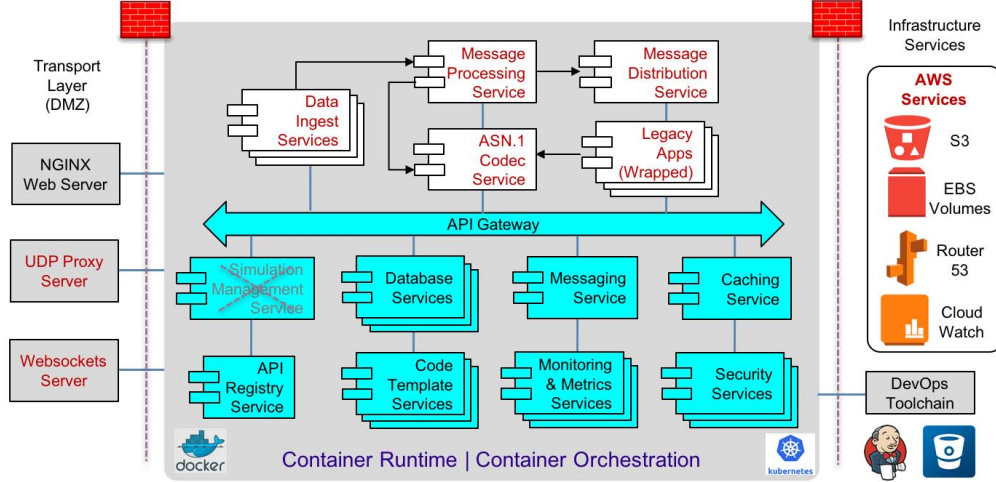 Transport
Layer
(DMZ)
NGINX
Web Server
UDP Proxy
Server
Websockets
Server
Message
Processing
Service
Message
Distribution
Service
Data
Ingest
Services
ASN.1
Codec
Service
Legacy
Apps
(Wrapped)
API Gateway
Simulation
Management
Service
Database
Services
Messaging
Service
Caching
Service
API
Registry
Service
Code
Template
Services
Monitoring
& Metrics
Services
Security
Services
docker
Container Runtime | Container Orchestration
kubernetes
Infrastructure
Services
AWS
Services
S3
EBS
Volumes
Router
53
Cloud
Watch
DevOps
Toolchain